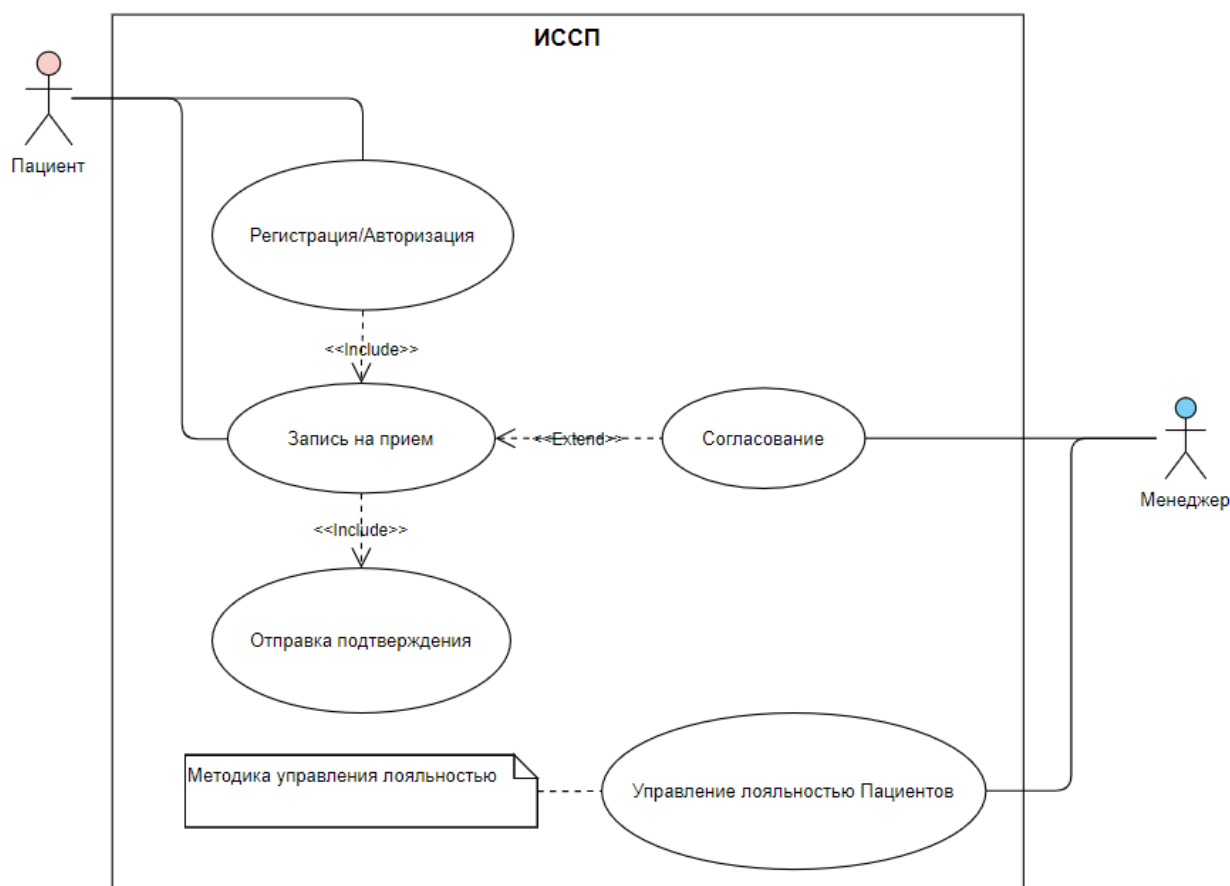 ИССП
Пациент
Регистрация/Авторизация
<<Include>>
Запись на прием
<<Extend>>
Согласование
Менеджер
<<Include>>
Отправка подтверждения
Методика управления лояльностью
Управление лояльностью Пациентов